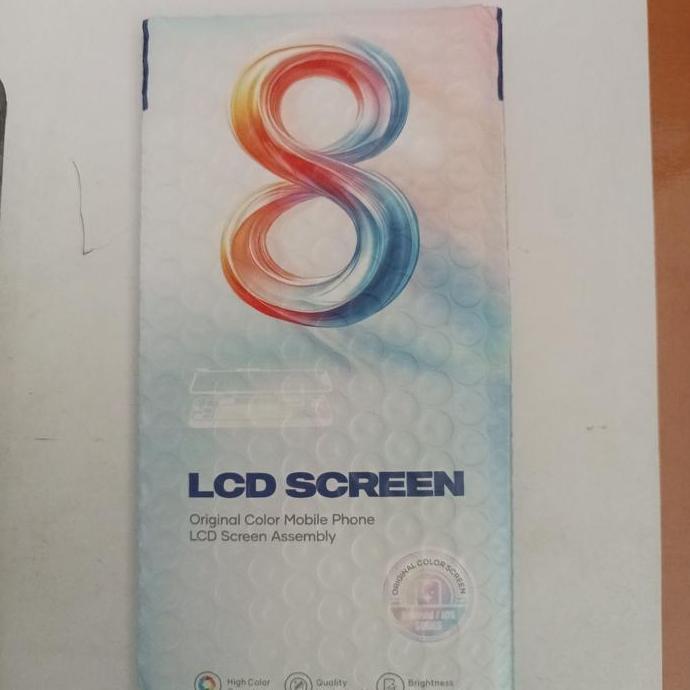 8
LCD SCREEN
Original Color Mobile Phone
LCD Screen Assembly
ORIGINAL COLOR SCREEN
High Color
Quality
Brightness